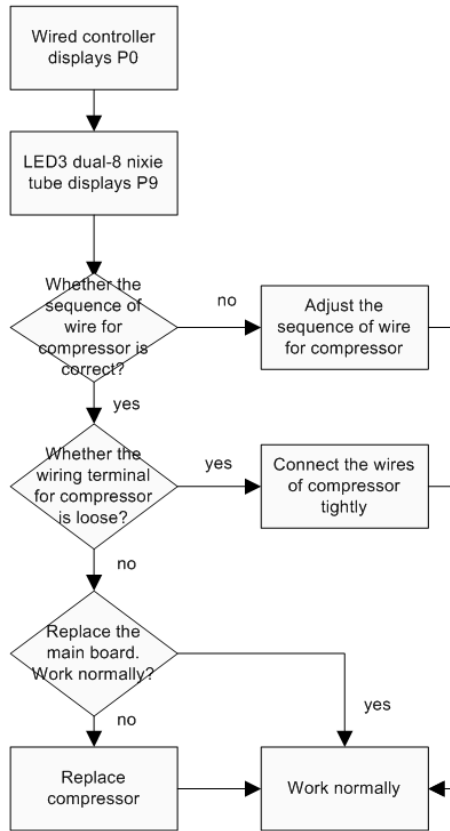 Wired controller
displays P0
LED3 dual-8 nixie
tube displays P9
Whether the
sequence of
wire for
compressor is
correct?
no
Adjust the
sequence of wire
for compressor
yes
Whether the
wiring terminal
for compressor
is loose?
yes
Connect the wires
of compressor
tightly
no
Replace the
main board.
Work normally?
yes
no
Replace
compressor
Work normally